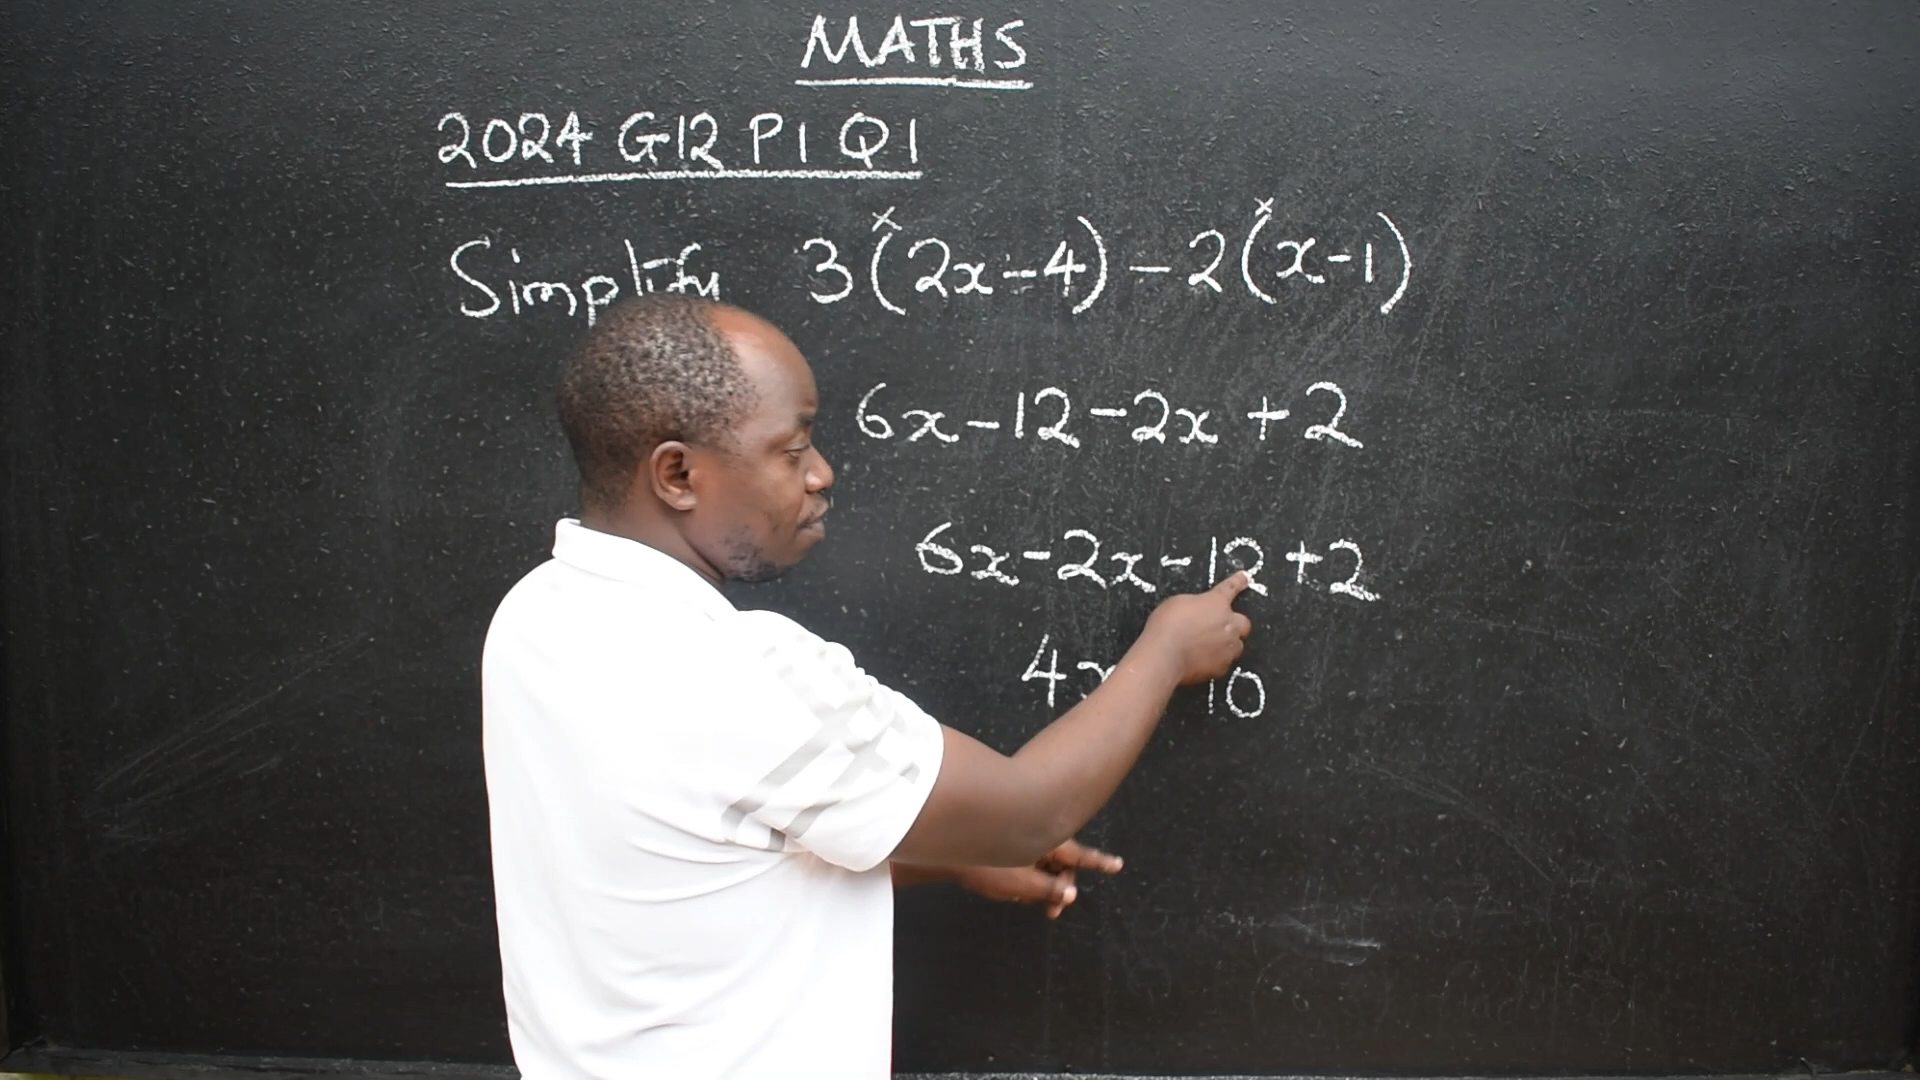 MATHS
2024 G12 P1 Q1
Simplify 3(2x-4) - 2(x-1)
6x-12-2x+2
6x-2x-12+2
4x 10